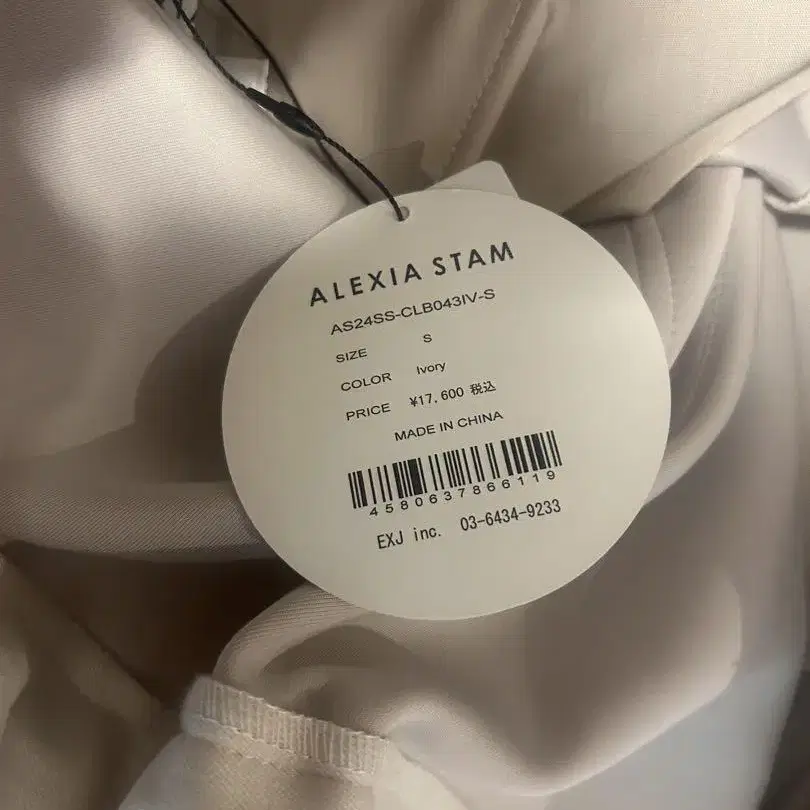 ALEXIA STAM
AS24SS-CLB043IV-S
SIZE S
COLOR Ivory
PRICE ¥17,600 税込
MADE IN CHINA
4580637866119
EXJ inc. 03-6434-9233